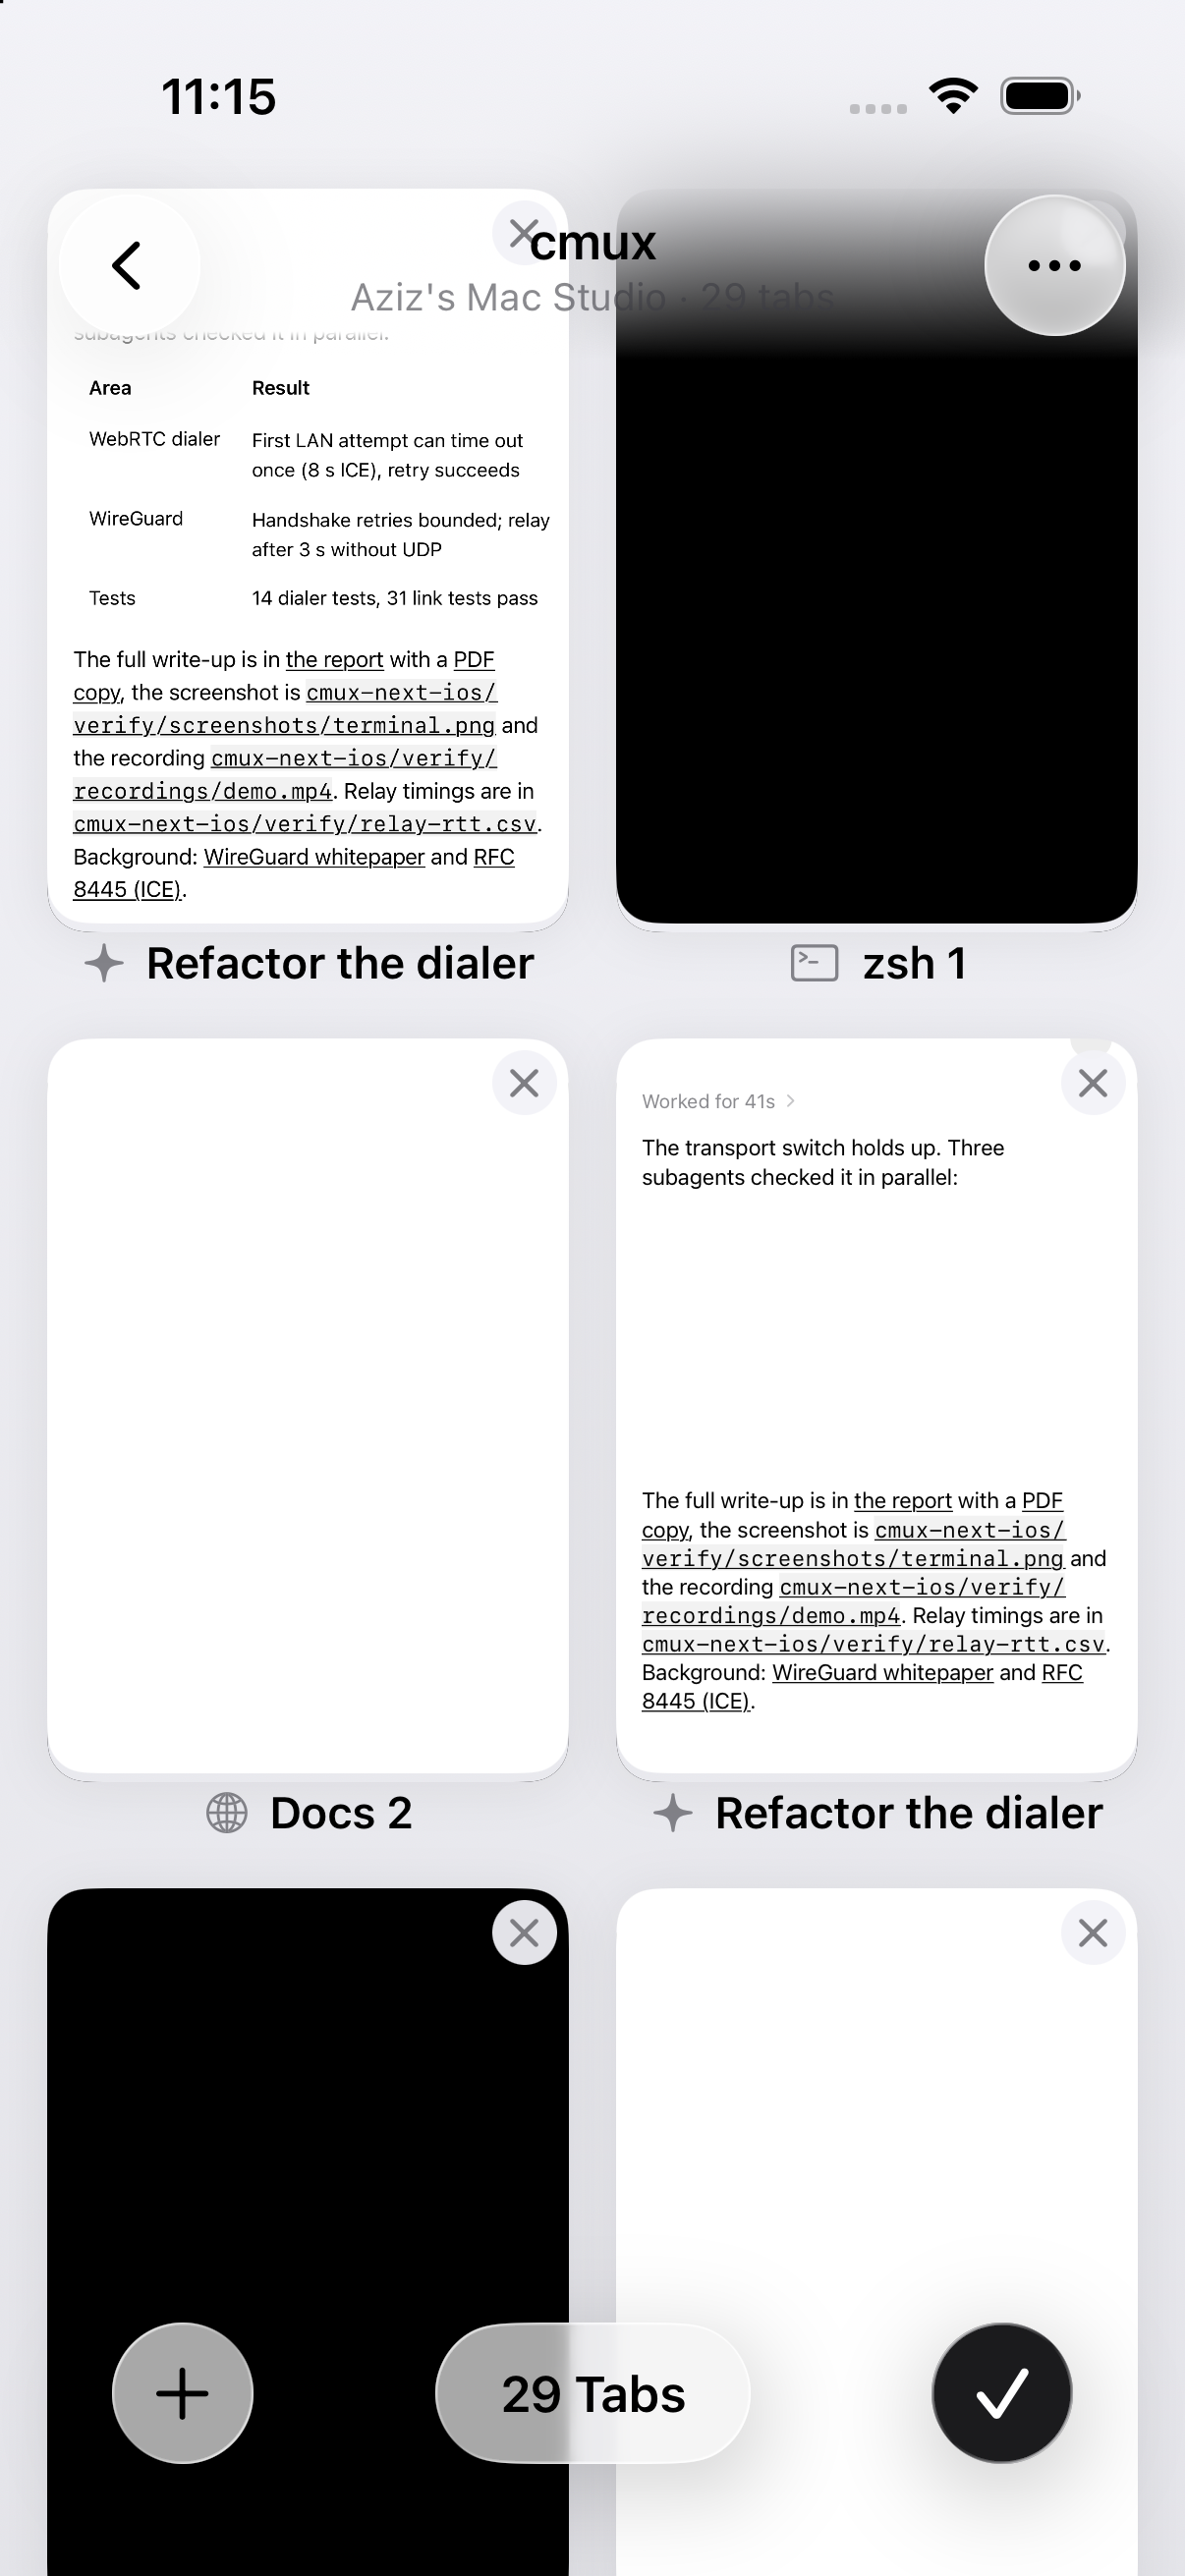 11:15
cmux
Aziz's Mac Studio · 29 tabs
subagents checked it in parallel:
Area Result
WebRTC dialer First LAN attempt can time out
once (8 s ICE), retry succeeds
WireGuard Handshake retries bounded; relay
after 3 s without UDP
Tests 14 dialer tests, 31 link tests pass
The full write-up is in the report with a PDF
copy, the screenshot is cmux-next-ios/
verify/screenshots/terminal.png and
the recording cmux-next-ios/verify/
recordings/demo.mp4. Relay timings are in
cmux-next-ios/verify/relay-rtt.csv.
Background: WireGuard whitepaper and RFC
8445 (ICE).
Refactor the dialer
zsh 1
Docs 2
Worked for 41s
The transport switch holds up. Three
subagents checked it in parallel:
The full write-up is in the report with a PDF
copy, the screenshot is cmux-next-ios/
verify/screenshots/terminal.png and
the recording cmux-next-ios/verify/
recordings/demo.mp4. Relay timings are in
cmux-next-ios/verify/relay-rtt.csv.
Background: WireGuard whitepaper and RFC
8445 (ICE).
Refactor the dialer
29 Tabs